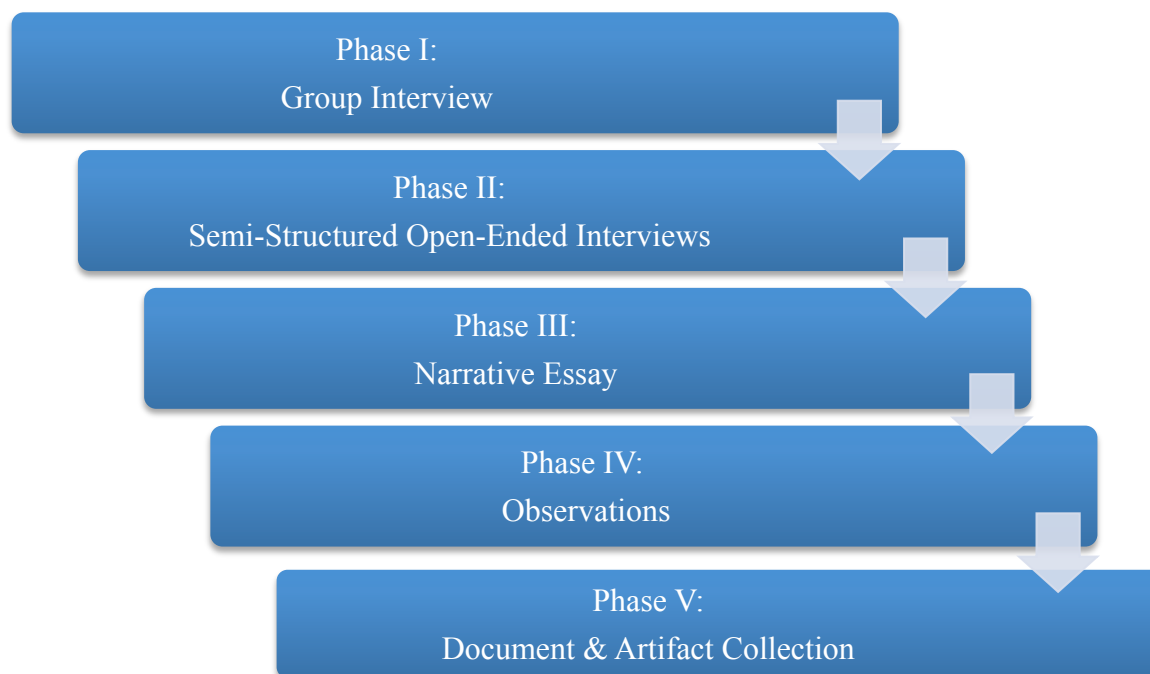 Phase I:
Group Interview
Phase II:
Semi-Structured Open-Ended Interviews
Phase III:
Narrative Essay
Phase IV:
Observations
Phase V:
Document & Artifact Collection